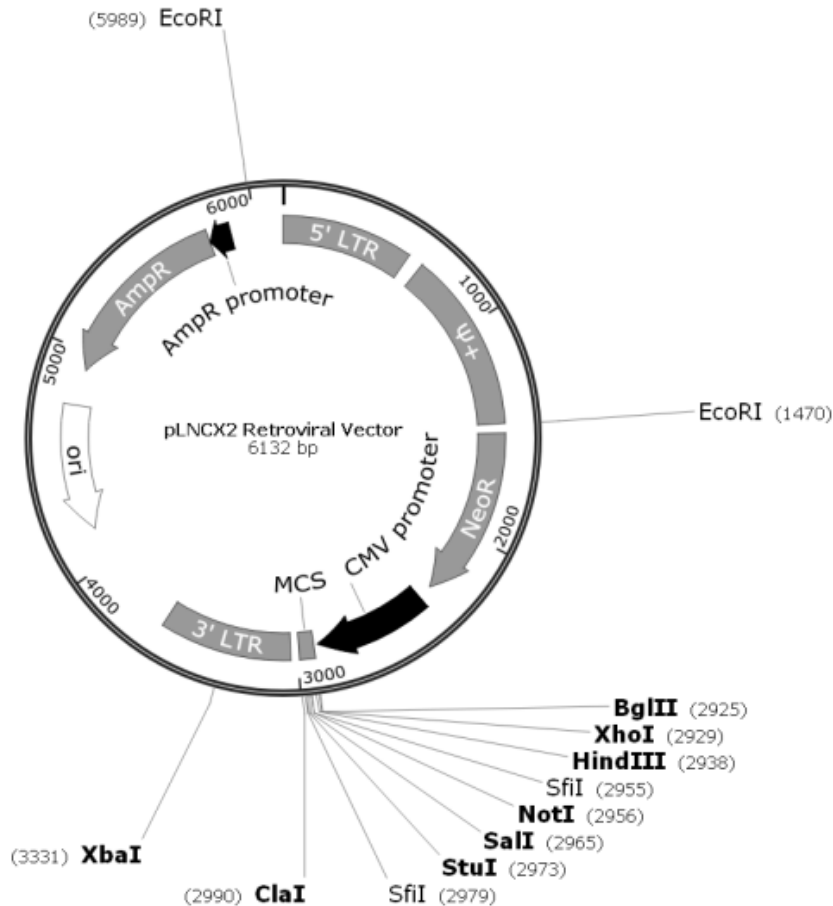 (5989) EcoRI
6000
5' LTR
AmpR
AmpR promoter
1000
ψ+
5000
EcoRI (1470)
pLNCX2 Retroviral Vector
6132 bp
ori
NeoR
2000
CMV promoter
MCS
4000
3' LTR
3000
BglII (2925)
XhoI (2929)
HindIII (2938)
SfiI (2955)
NotI (2956)
SalI (2965)
StuI (2973)
(3331) XbaI
(2990) ClaI
SfiI (2979)